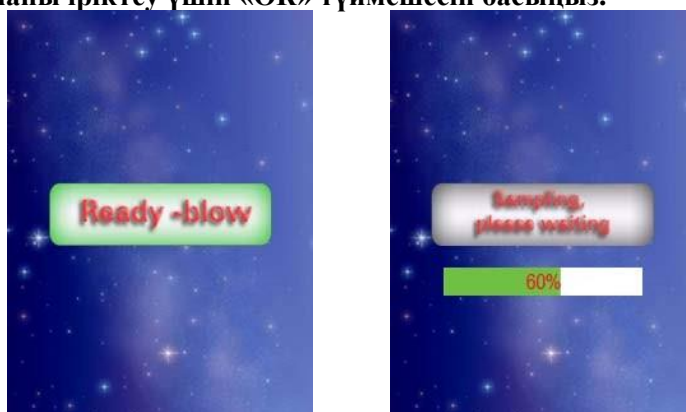 іріктеу үшін «ОК» түймешесін басыңыз.
Ready -blow
Sampling,
please waiting
60%